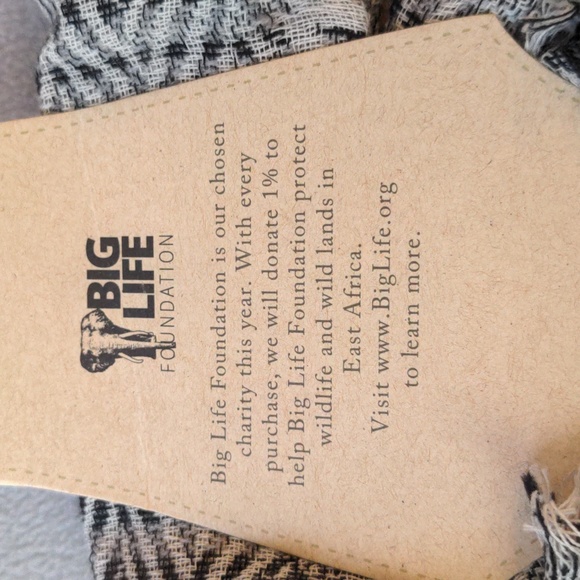 BIG
LIFE
FOUNDATION
Big Life Foundation is our chosen
charity this year. With every
purchase, we will donate 1% to
help Big Life Foundation protect
wildlife and wild lands in
East Africa.
Visit www.BigLife.org
to learn more.